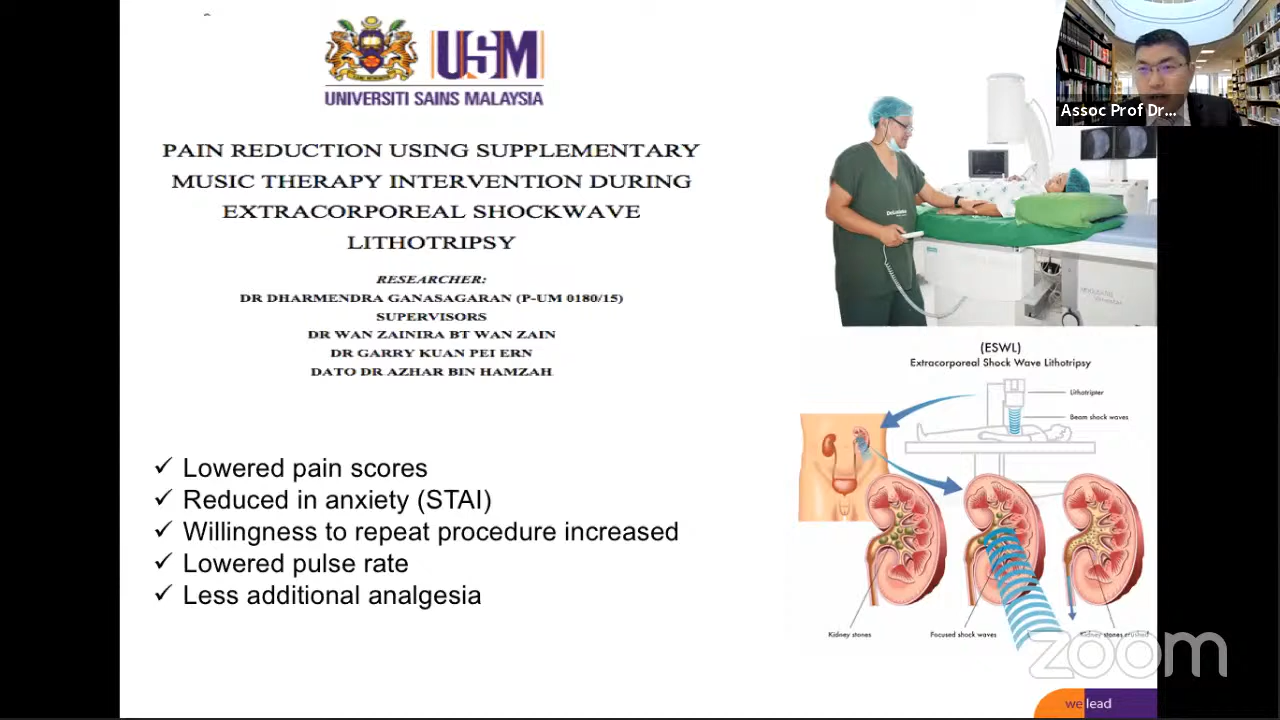 USM
UNIVERSITI SAINS MALAYSIA
PAIN REDUCTION USING SUPPLEMENTARY
MUSIC THERAPY INTERVENTION DURING
EXTRACORPOREAL SHOCKWAVE
LITHOTRIPSY
RESEARCHER:
DR DHARMENDRA GANASAGARAN (P-UM 0180/15)
SUPERVISORS
DR WAN ZAINIRA BT WAN ZAIN
DR GARRY KUAN PEI ERN
DATO DR AZHAR BIN HAMZAH
✓ Lowered pain scores
✓ Reduced in anxiety (STAI)
✓ Willingness to repeat procedure increased
✓ Lowered pulse rate
✓ Less additional analgesia
Assoc Prof Dr...
(ESWL)
Extracorporeal Shock Wave Lithotripsy
Lithotripter
Beam shock waves
Kidney stones
Focused shock waves
Kidney stones crushed
zoom
we lead